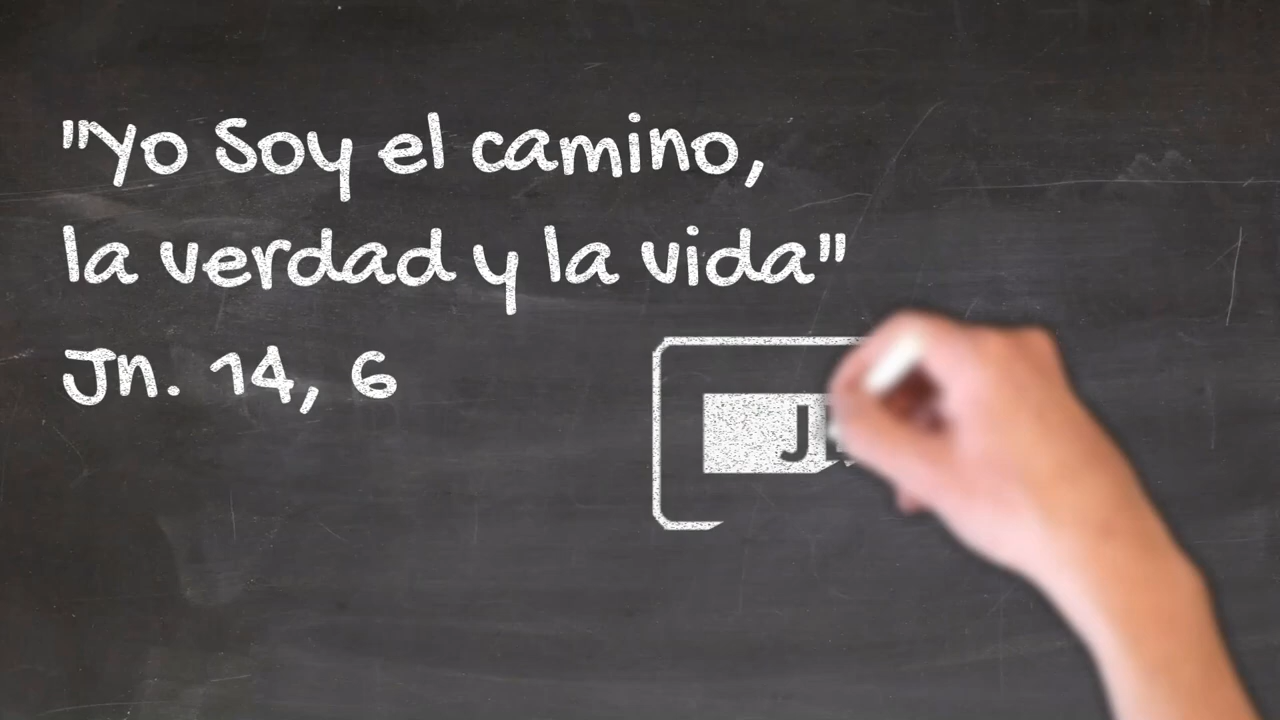 "Yo Soy el camino,
la verdad y la vida"
Jn. 14, 6